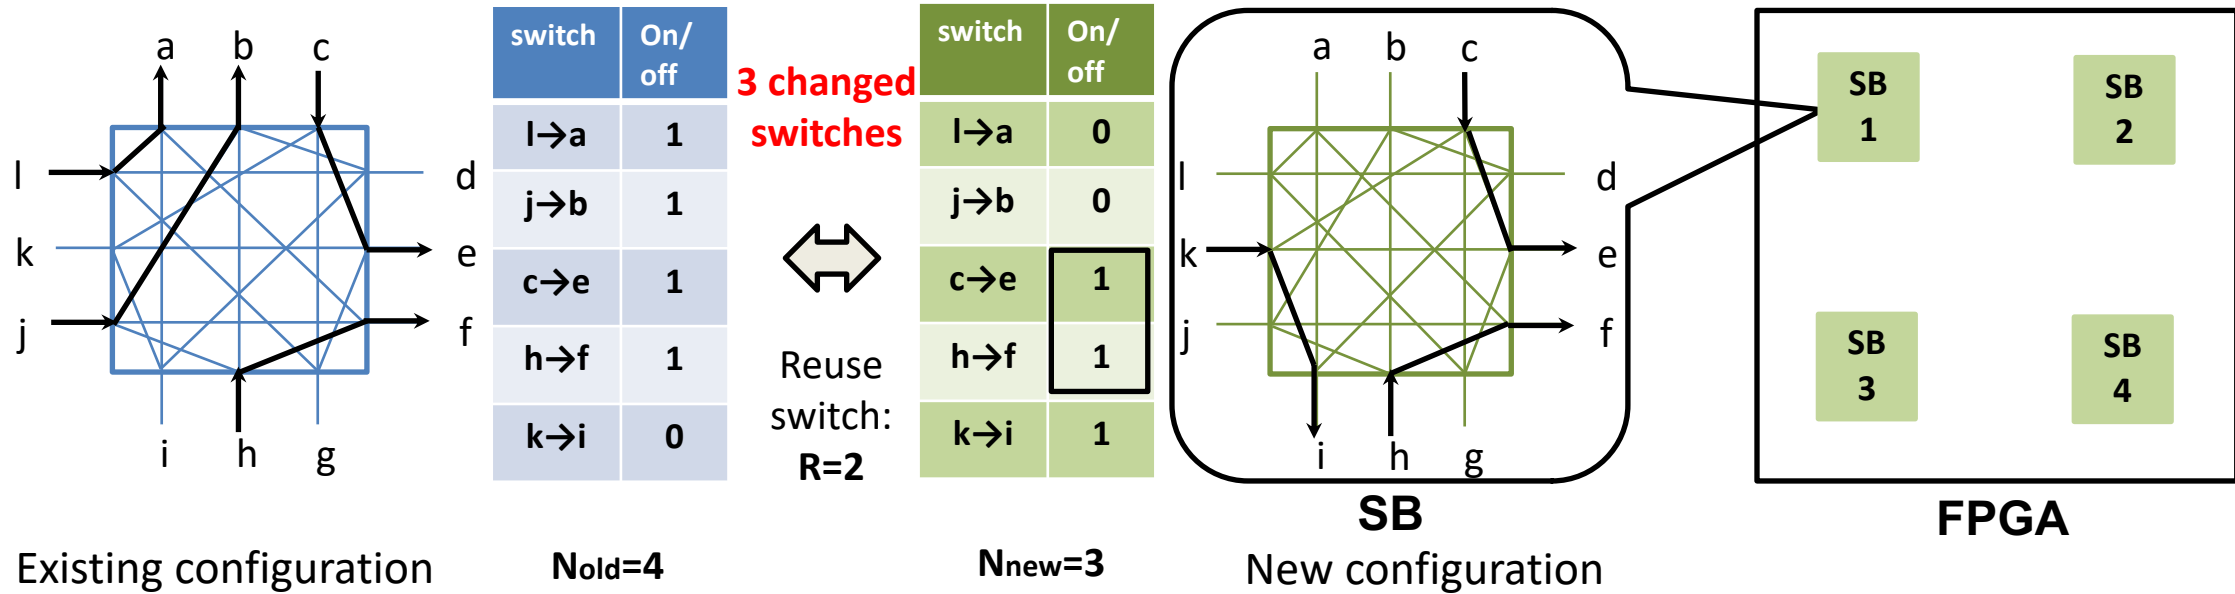 a b c
l d
k e
j f
i h g
Existing configuration
switch On/
off
l→a 1
j→b 1
c→e 1
h→f 1
k→i 0
Nold=4
3 changed
switches
Reuse
switch:
R=2
switch On/
off
l→a 0
j→b 0
c→e 1
h→f 1
k→i 1
Nnew=3
a b c
l d
k e
j f
i h g
SB
New configuration
SB
1
SB
2
SB
3
SB
4
FPGA